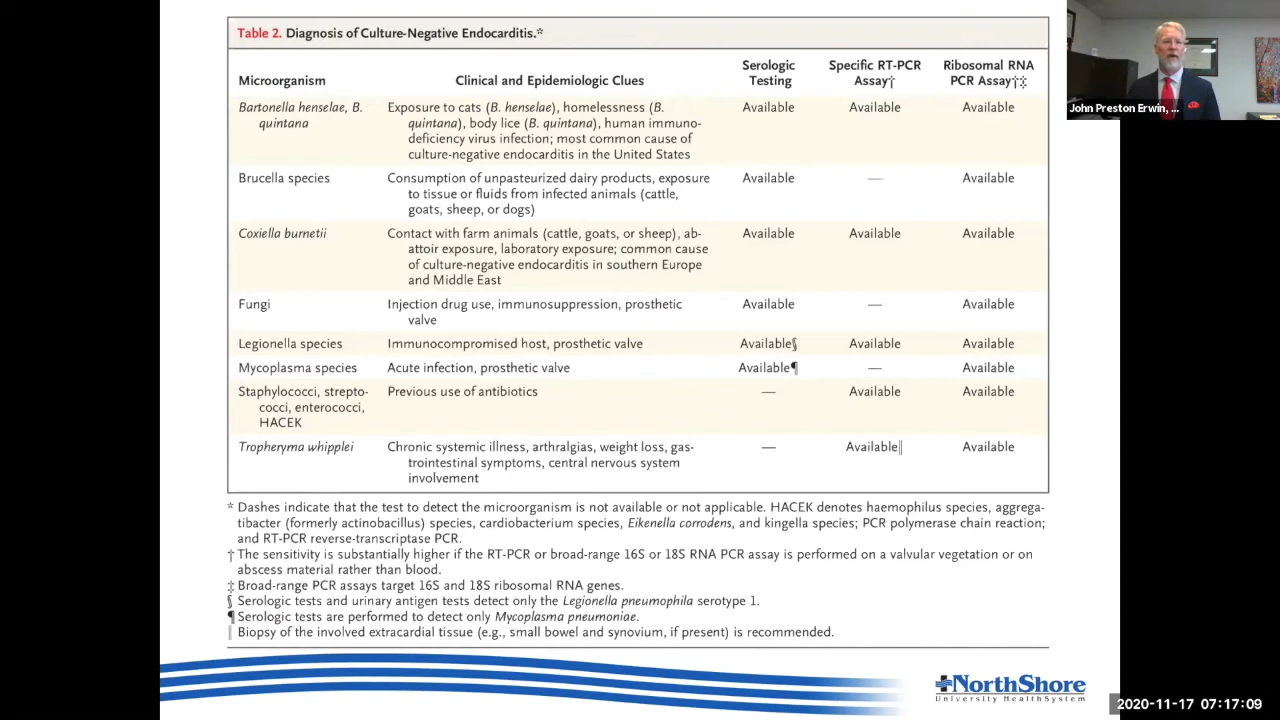 Table 2. Diagnosis of Culture-Negative Endocarditis.*
Microorganism Clinical and Epidemiologic Clues Serologic Testing Specific RT-PCR Assay† Ribosomal RNA PCR Assay†‡
Bartonella henselae, B. Exposure to cats (B. henselae), homelessness (B. Available Available Available
quintana quintana), body lice (B. quintana), human immuno-
deficiency virus infection; most common cause of
culture-negative endocarditis in the United States
Brucella species Consumption of unpasteurized dairy products, exposure Available — Available
to tissue or fluids from infected animals (cattle,
goats, sheep, or dogs)
Coxiella burnetii Contact with farm animals (cattle, goats, or sheep), ab- Available Available Available
attoir exposure, laboratory exposure; common cause
of culture-negative endocarditis in southern Europe
and Middle East
Fungi Injection drug use, immunosuppression, prosthetic Available — Available
valve
Legionella species Immunocompromised host, prosthetic valve Available§ Available Available
Mycoplasma species Acute infection, prosthetic valve Available¶ — Available
Staphylococci, strepto- Previous use of antibiotics — Available Available
cocci, enterococci,
HACEK
Tropheryma whipplei Chronic systemic illness, arthralgias, weight loss, gas- — Available‖ Available
trointestinal symptoms, central nervous system
involvement
* Dashes indicate that the test to detect the microorganism is not available or not applicable. HACEK denotes haemophilus species, aggrega-
tibacter (formerly actinobacillus) species, cardiobacterium species, Eikenella corrodens, and kingella species; PCR polymerase chain reaction;
and RT-PCR reverse-transcriptase PCR.
† The sensitivity is substantially higher if the RT-PCR or broad-range 16S or 18S RNA PCR assay is performed on a valvular vegetation or on
abscess material rather than blood.
‡ Broad-range PCR assays target 16S and 18S ribosomal RNA genes.
§ Serologic tests and urinary antigen tests detect only the Legionella pneumophila serotype 1.
¶ Serologic tests are performed to detect only Mycoplasma pneumoniae.
‖ Biopsy of the involved extracardial tissue (e.g., small bowel and synovium, if present) is recommended.
John Preston Erwin, ...
NorthShore
University HealthSystem
2020-11-17 07:17:09